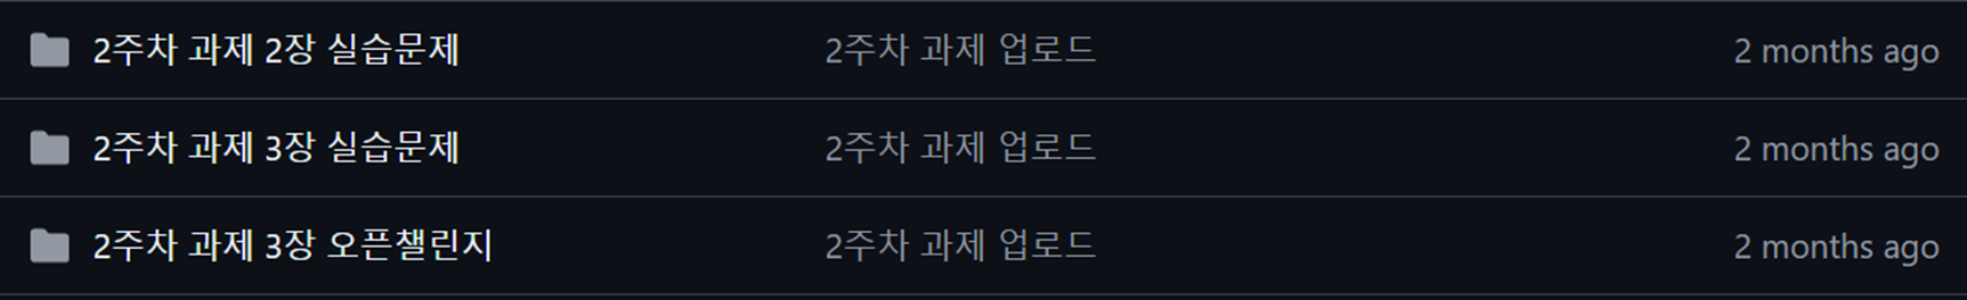 2주차 과제 2장 실습문제 2주차 과제 업로드 2 months ago
2주차 과제 3장 실습문제 2주차 과제 업로드 2 months ago
2주차 과제 3장 오픈챌린지 2주차 과제 업로드 2 months ago